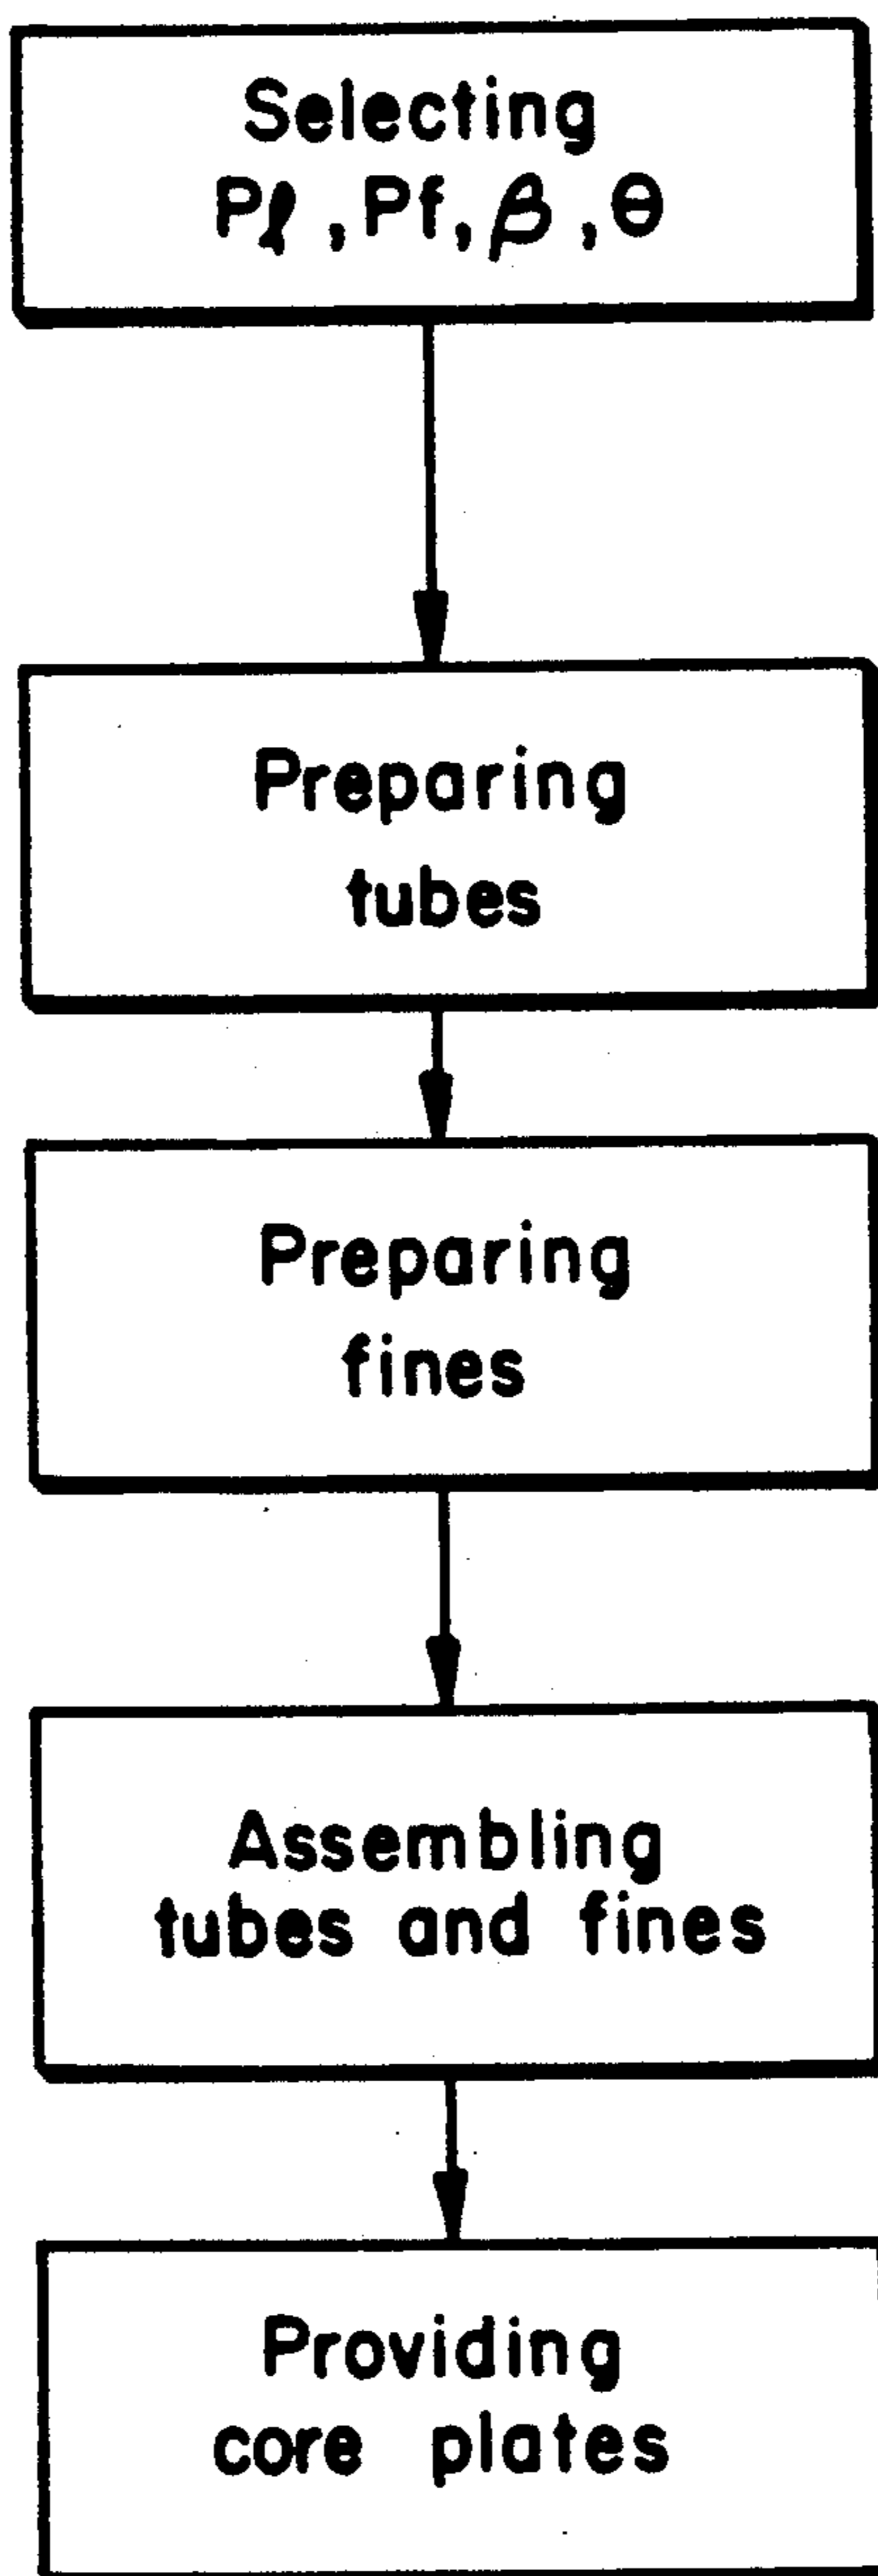 Selecting
Pℓ, Pf, β, θ
Preparing
tubes
Preparing
fines
Assembling
tubes and fines
Providing
core plates